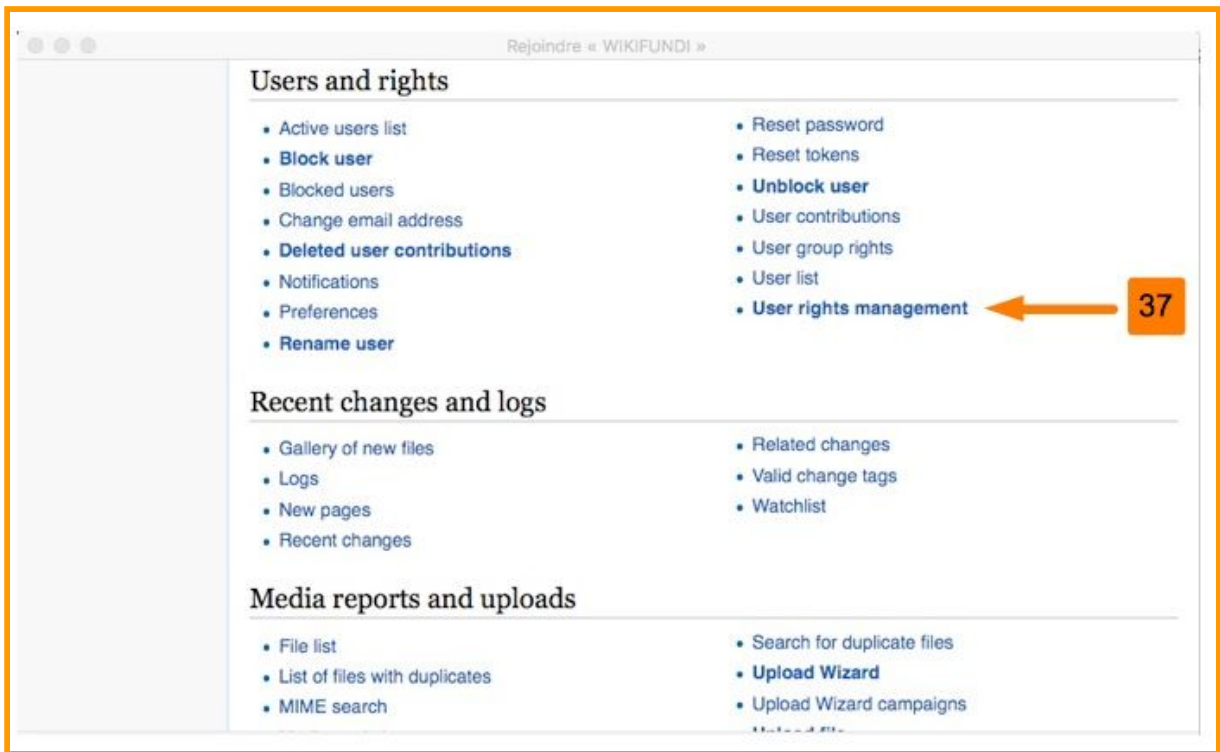 Rejoindre « WIKIFUNDI »
Users and rights
• Active users list
• Block user
• Blocked users
• Change email address
• Deleted user contributions
• Notifications
• Preferences
• Rename user
• Reset password
• Reset tokens
• Unblock user
• User contributions
• User group rights
• User list
• User rights management
37
Recent changes and logs
• Gallery of new files
• Logs
• New pages
• Recent changes
• Related changes
• Valid change tags
• Watchlist
Media reports and uploads
• File list
• List of files with duplicates
• MIME search
• Search for duplicate files
• Upload Wizard
• Upload Wizard campaigns
• Upload file